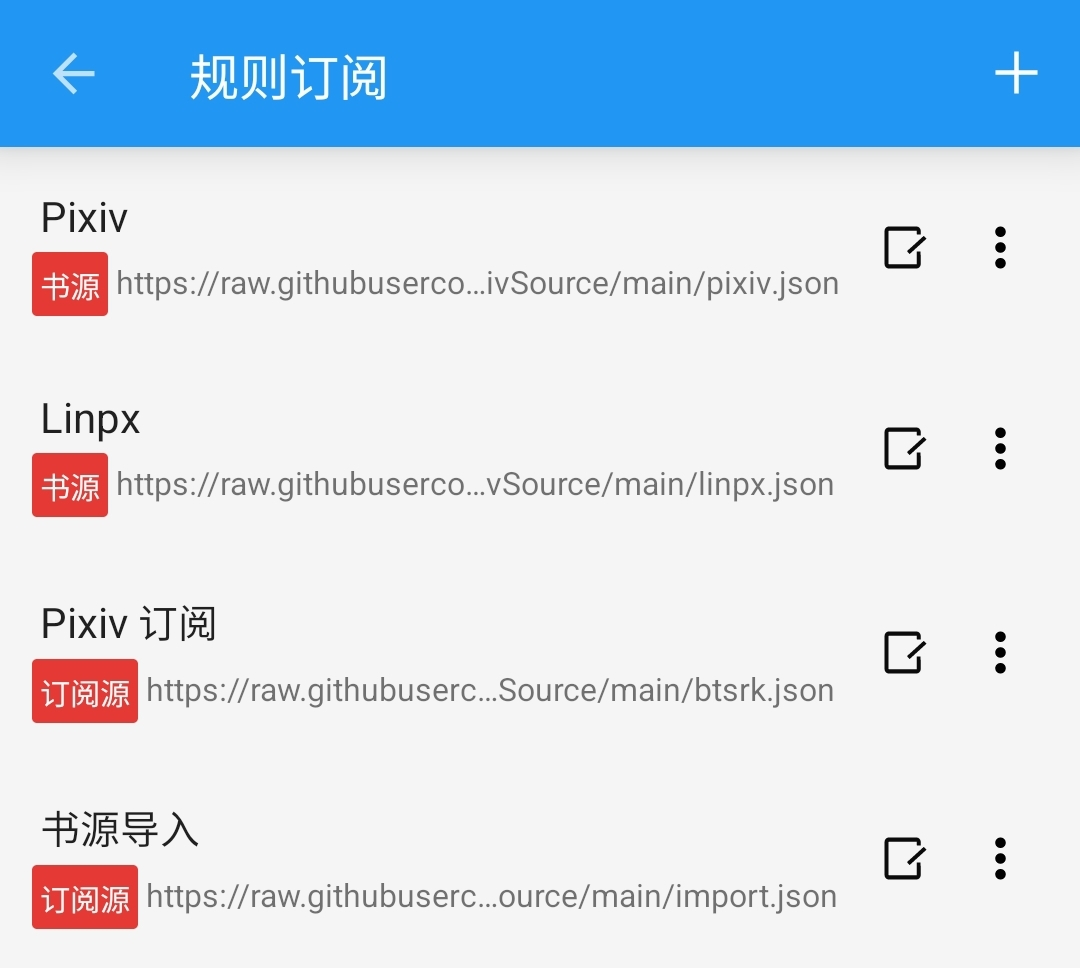 规则订阅
Pixiv
书源 https://raw.githubuserco…ivSource/main/pixiv.json
Linpx
书源 https://raw.githubuserco…vSource/main/linpx.json
Pixiv 订阅
订阅源 https://raw.githubuserc…Source/main/btsrk.json
书源导入
订阅源 https://raw.githubuserc…ource/main/import.json